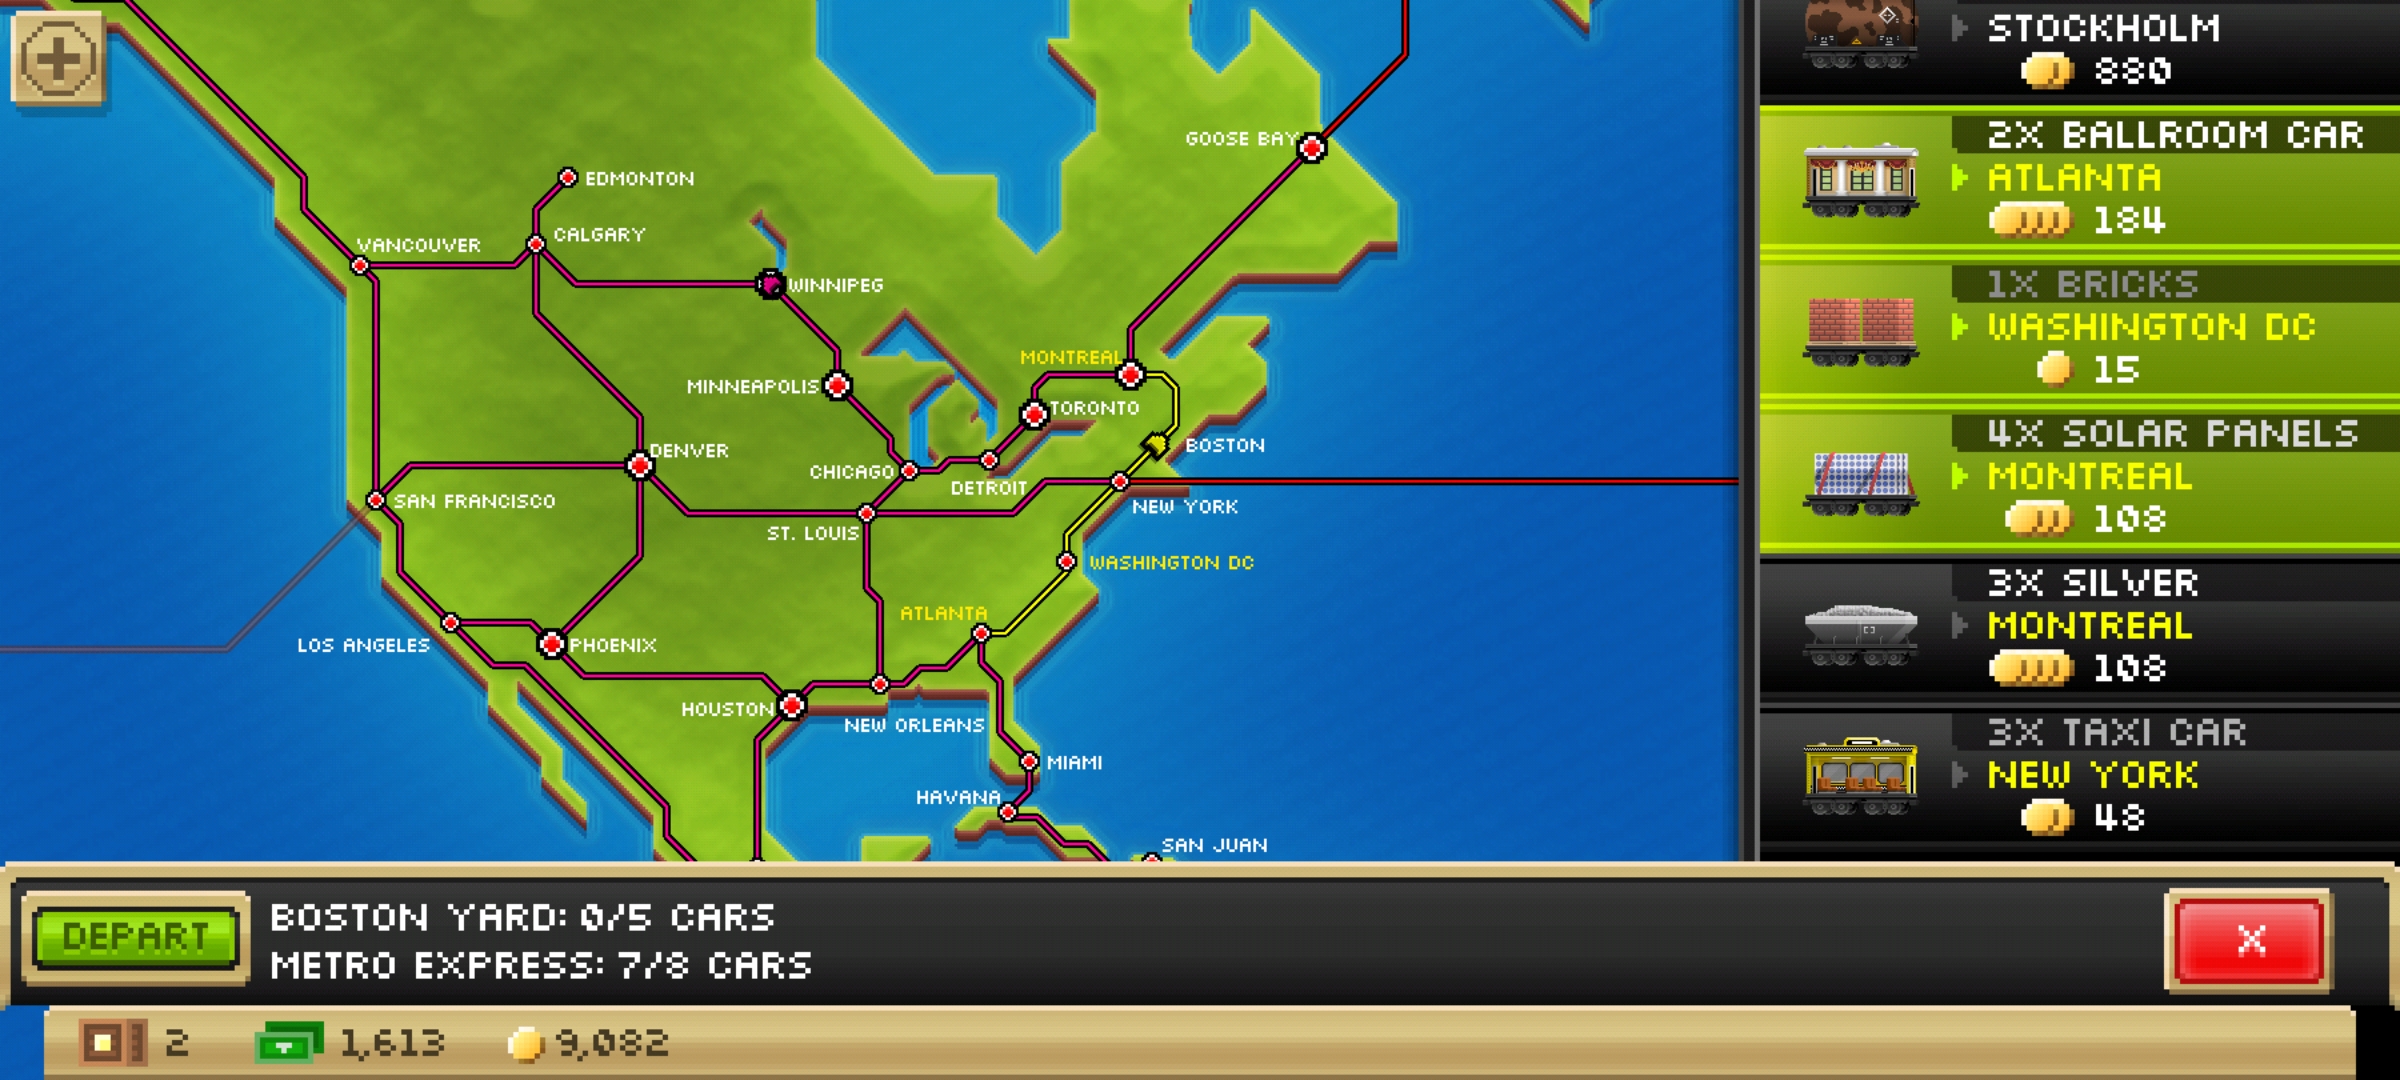 STOCKHOLM
880
2X BALLROOM CAR
ATLANTA
184
1X BRICKS
WASHINGTON DC
15
4X SOLAR PANELS
MONTREAL
108
3X SILVER
MONTREAL
108
3X TAXI CAR
NEW YORK
48
GOOSE BAY
EDMONTON
CALGARY
VANCOUVER
WINNIPEG
MONTREAL
MINNEAPOLIS
TORONTO
BOSTON
DENVER
CHICAGO
DETROIT
SAN FRANCISCO
NEW YORK
ST. LOUIS
WASHINGTON DC
ATLANTA
LOS ANGELES
PHOENIX
HOUSTON
NEW ORLEANS
MIAMI
HAVANA
SAN JUAN
DEPART
BOSTON YARD: 0/5 CARS
METRO EXPRESS: 7/8 CARS
X
2
1,613
9,082